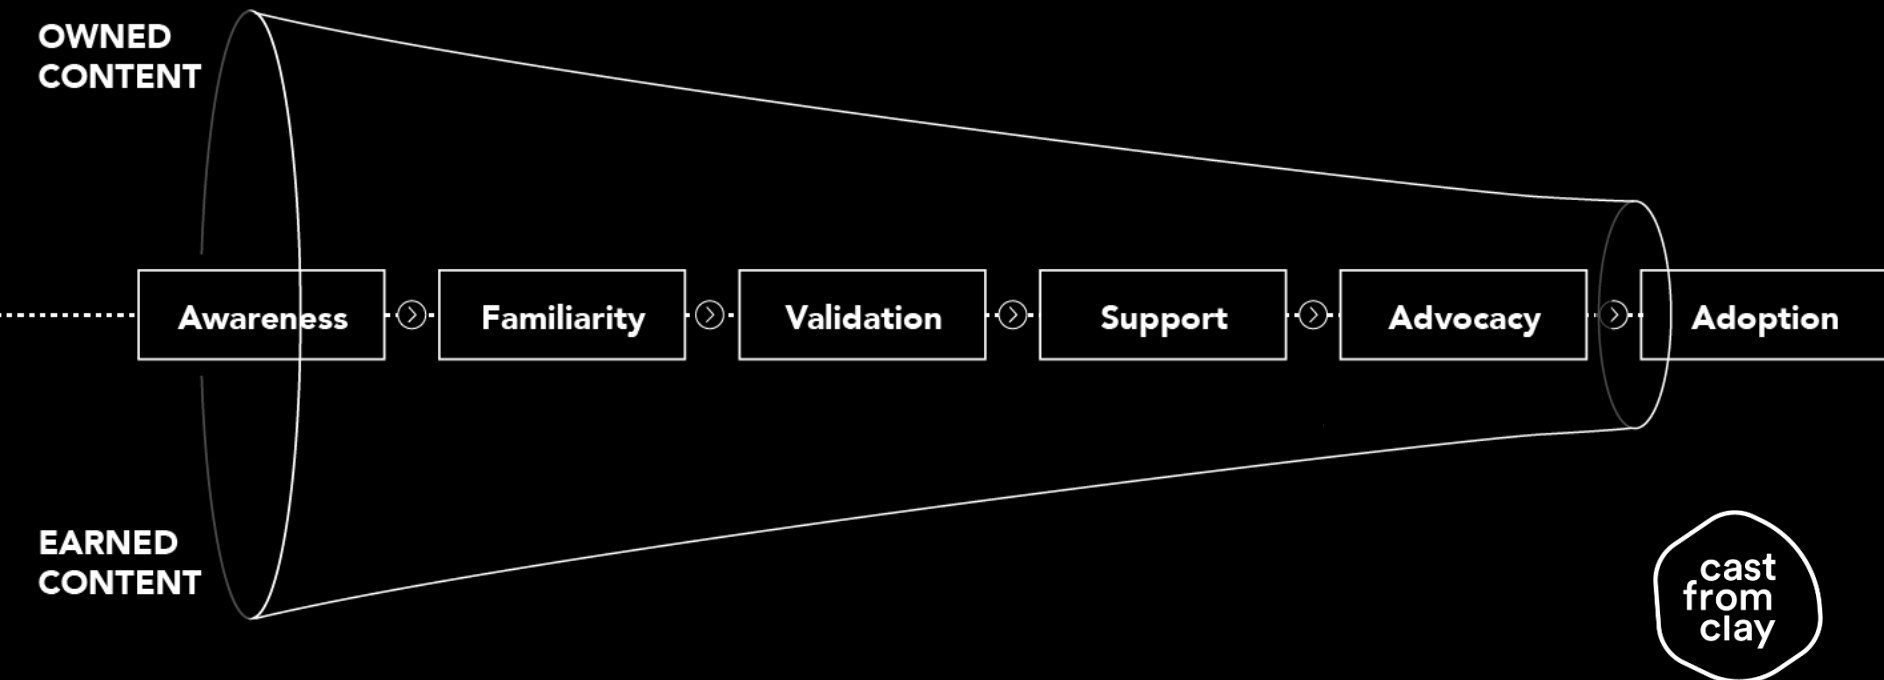 OWNED
CONTENT
Awareness
Familiarity
Validation
Support
Advocacy
Adoption
EARNED
CONTENT
cast
from
clay